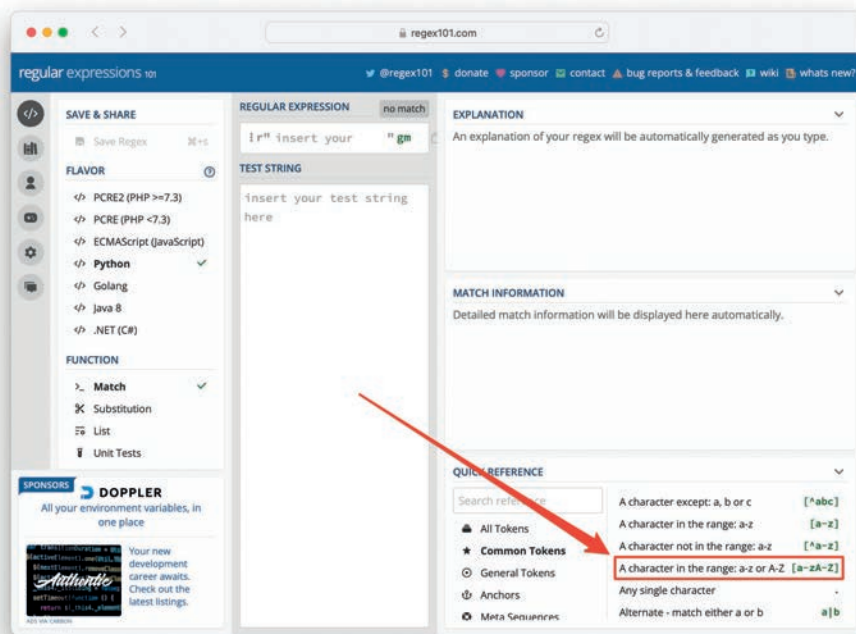 regex101.com
regular expressions 101
@regex101
$ donate
sponsor
contact
bug reports & feedback
wiki
whats new?
SAVE & SHARE
Save Regex ⌘+s
FLAVOR
</> PCRE2 (PHP >=7.3)
</> PCRE (PHP <7.3)
</> ECMAScript (JavaScript)
</> Python
</> Golang
</> Java 8
</> .NET (C#)
FUNCTION
>_ Match
Substitution
List
Unit Tests
SPONSORS
DOPPLER
All your environment variables, in
one place
Authentic
Your new
development
career awaits.
Check out the
latest listings.
ADS VIA CARBON
REGULAR EXPRESSION
no match
r" insert your " gm
TEST STRING
insert your test string
here
EXPLANATION
An explanation of your regex will be automatically generated as you type.
MATCH INFORMATION
Detailed match information will be displayed here automatically.
QUICK REFERENCE
Search reference
All Tokens
Common Tokens
General Tokens
Anchors
Meta Sequences
A character except: a, b or c [^abc]
A character in the range: a-z [a-z]
A character not in the range: a-z [^a-z]
A character in the range: a-z or A-Z [a-zA-Z]
Any single character .
Alternate - match either a or b a|b